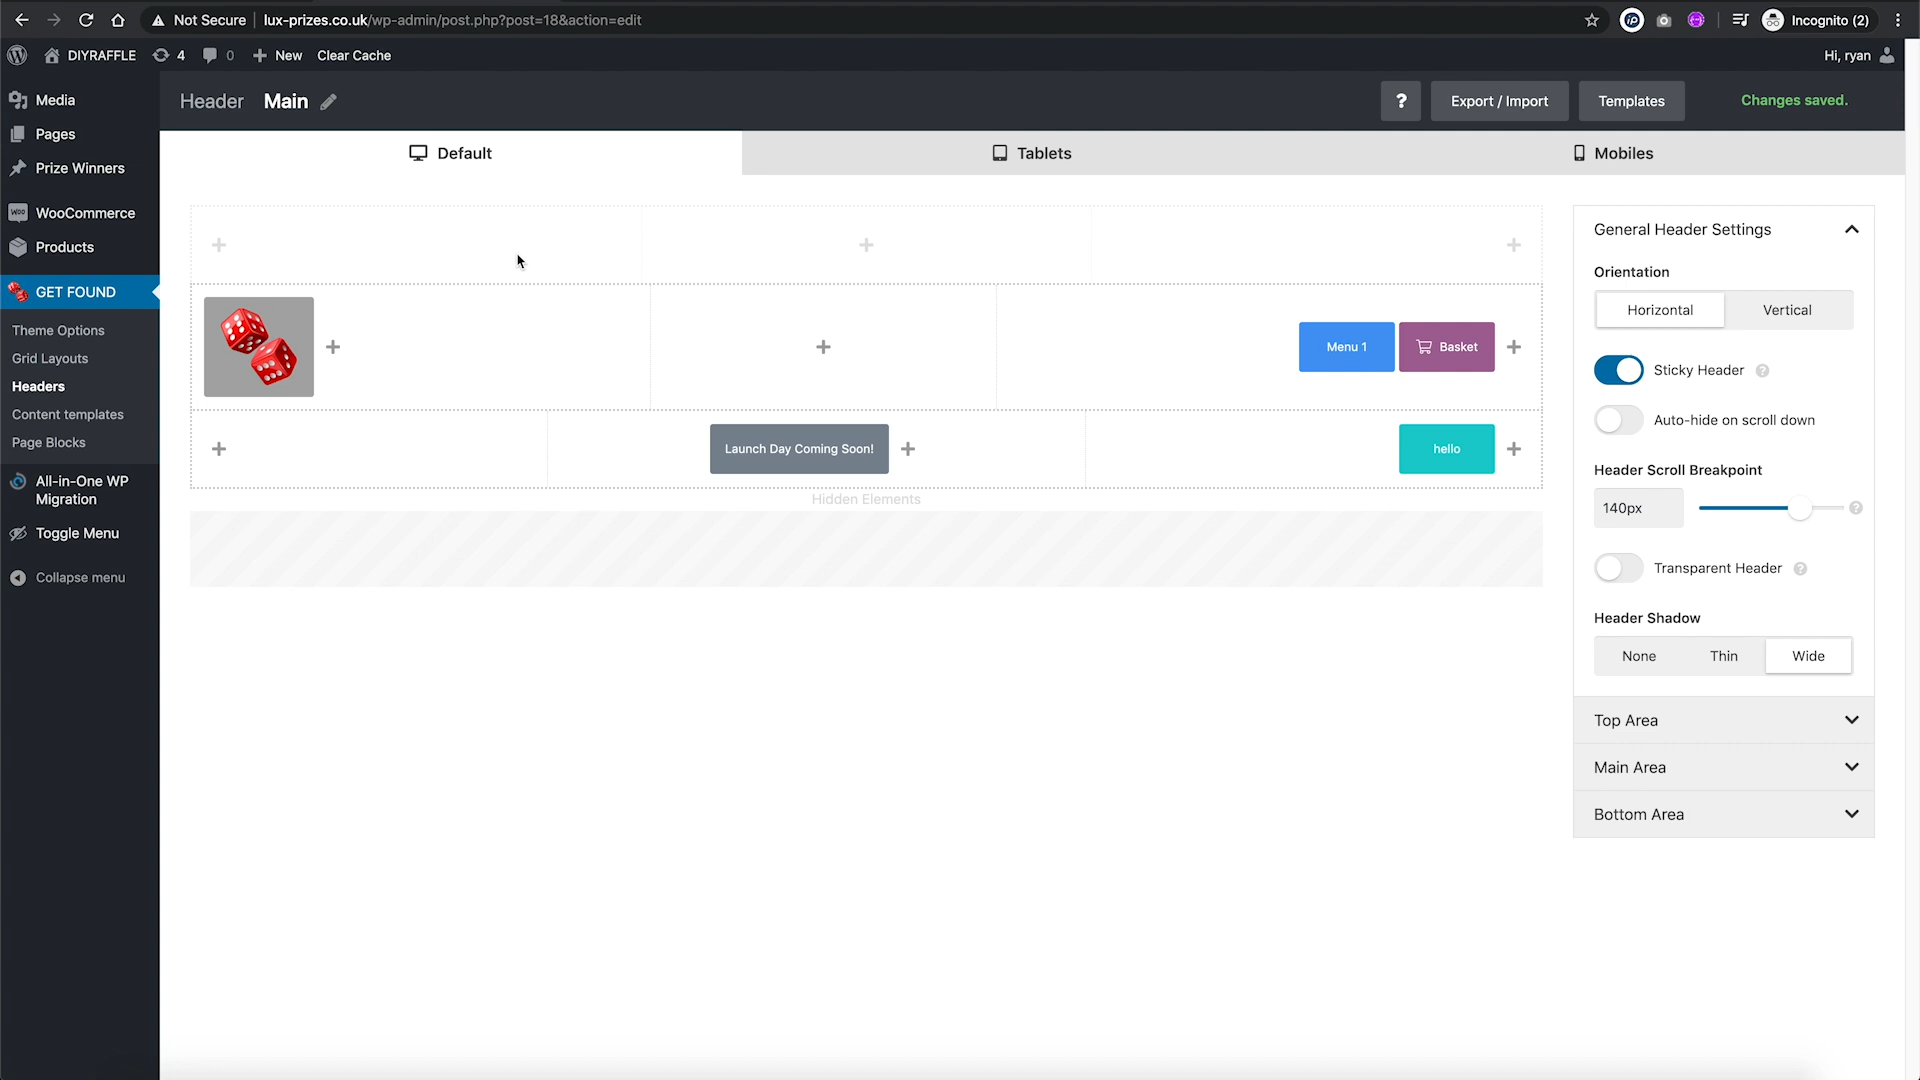 Not Secure lux-prizes.co.uk/wp-admin/post.php?post=18&action=edit Incognito (2)
DIYRAFFLE 4 0 New Clear Cache Hi, ryan
Media
Pages
Prize Winners
WooCommerce
Products
GET FOUND
Theme Options
Grid Layouts
Headers
Content templates
Page Blocks
All-in-One WP
Migration
Toggle Menu
Collapse menu
Header Main ? Export / Import Templates Changes saved.
Default Tablets Mobiles
Menu 1 Basket
Launch Day Coming Soon! hello
Hidden Elements
General Header Settings
Orientation
Horizontal Vertical
Sticky Header ?
Auto-hide on scroll down
Header Scroll Breakpoint
140px ?
Transparent Header ?
Header Shadow
None Thin Wide
Top Area
Main Area
Bottom Area